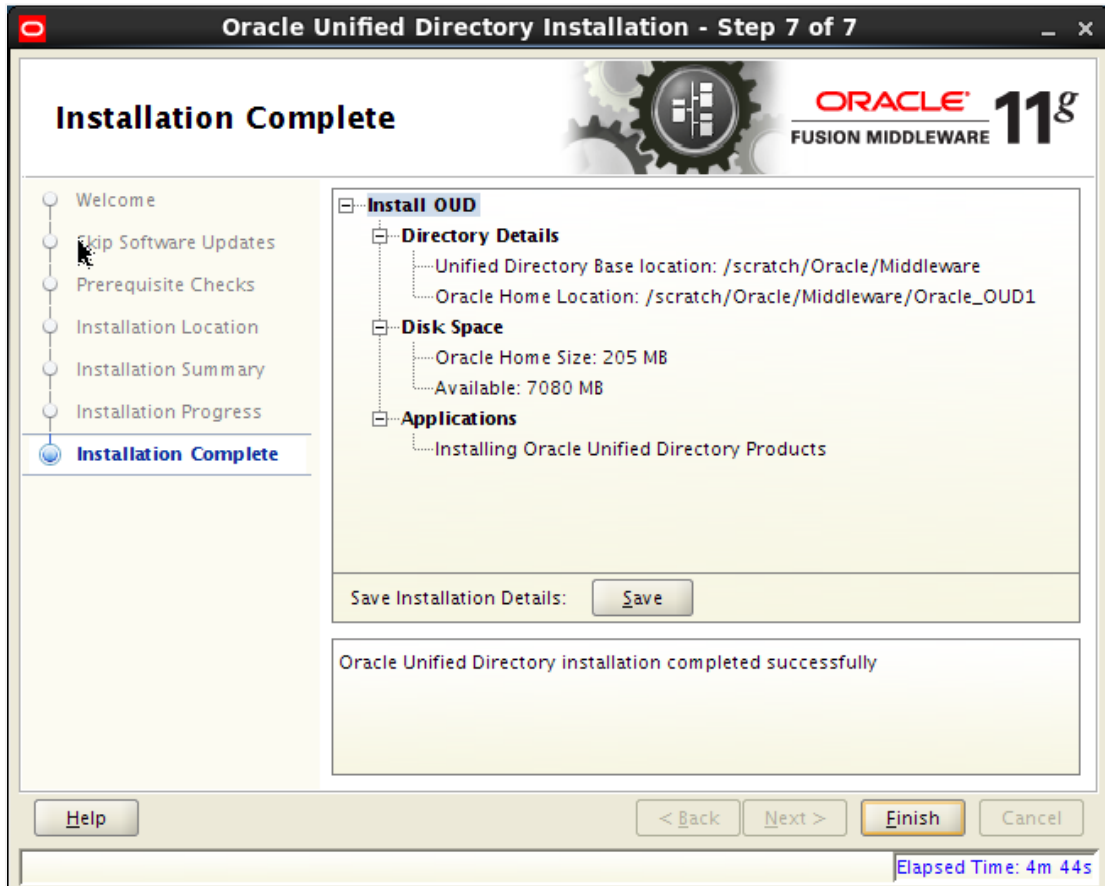 Oracle Unified Directory Installation - Step 7 of 7
Installation Complete
ORACLE
FUSION MIDDLEWARE
11g
Welcome
Skip Software Updates
Prerequisite Checks
Installation Location
Installation Summary
Installation Progress
Installation Complete
Install OUD
Directory Details
Unified Directory Base location: /scratch/Oracle/Middleware
Oracle Home Location: /scratch/Oracle/Middleware/Oracle_OUD1
Disk Space
Oracle Home Size: 205 MB
Available: 7080 MB
Applications
Installing Oracle Unified Directory Products
Save Installation Details: Save
Oracle Unified Directory installation completed successfully
Help < Back Next > Finish Cancel
Elapsed Time: 4m 44s